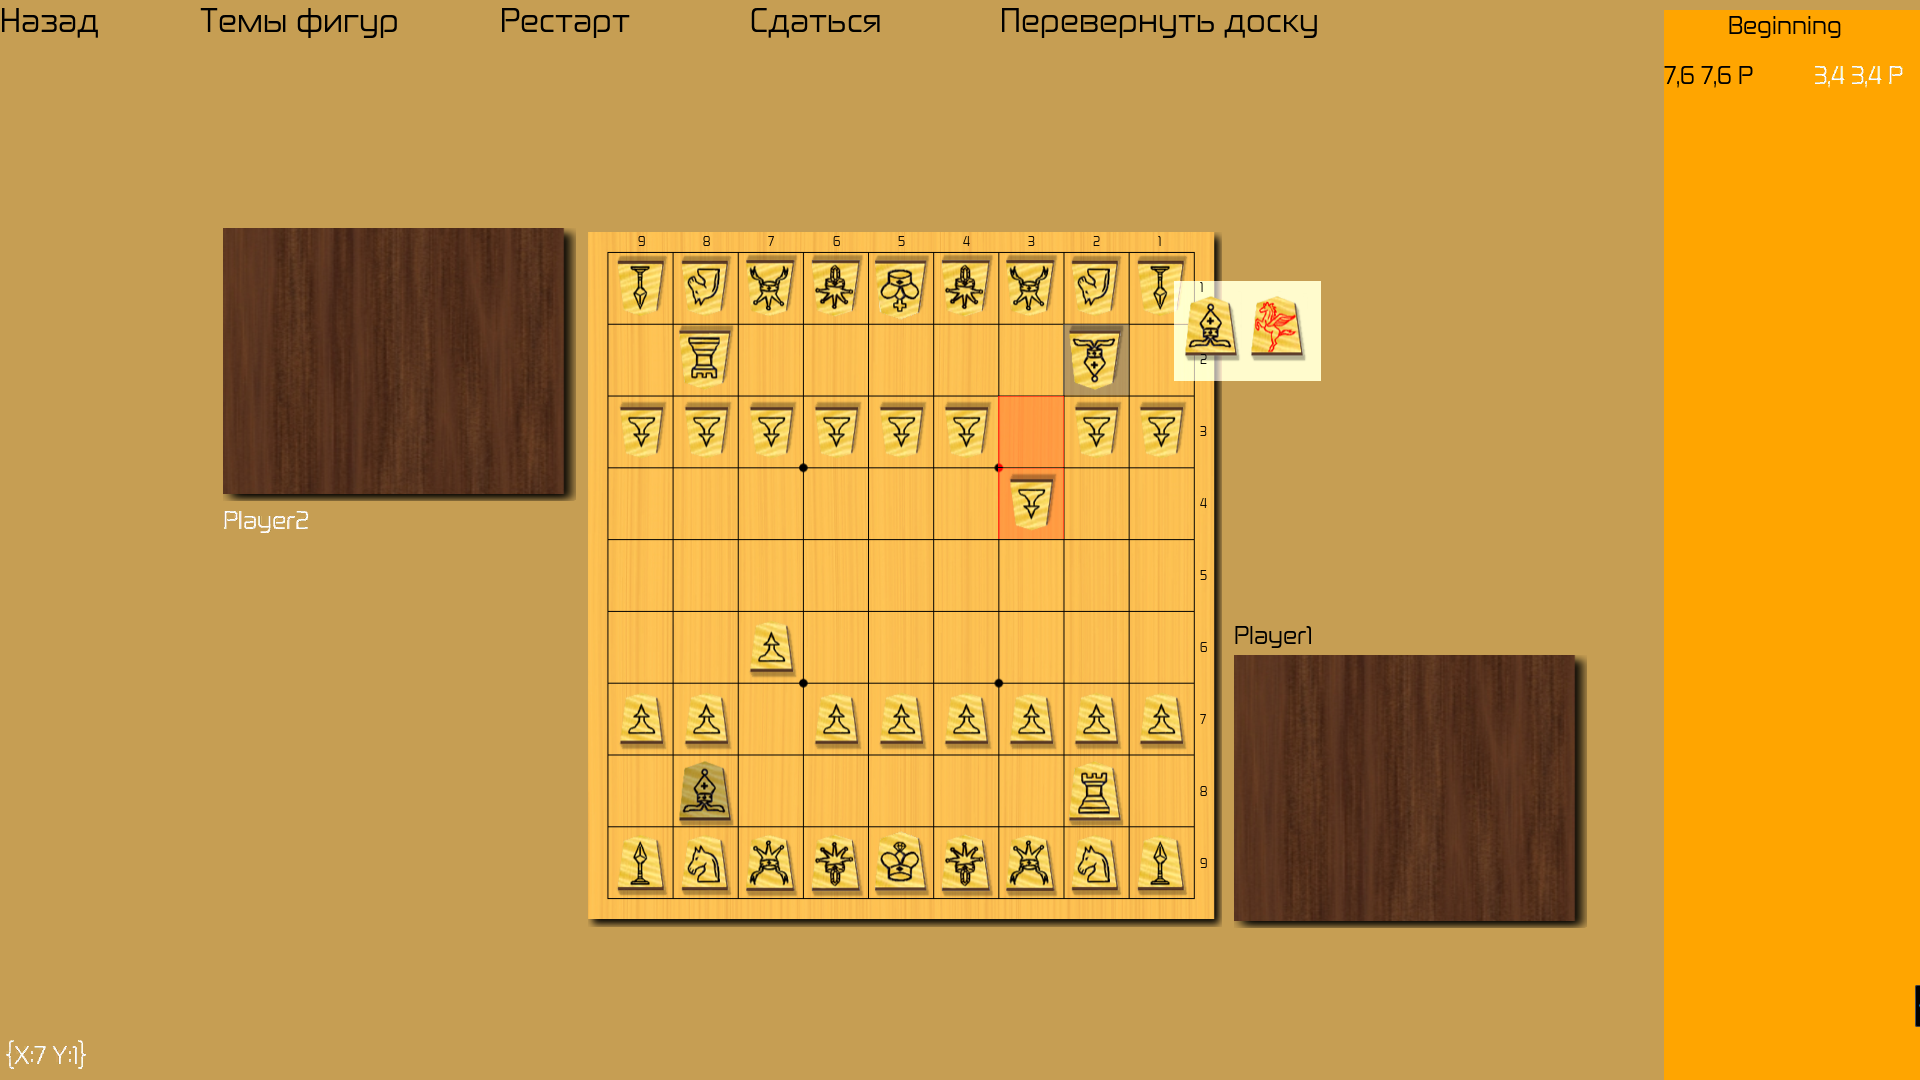 Назад Темы фигур Рестарт Сдаться Перевернуть доску
Beginning
7,6 7,6 P 3,4 3,4 P
9 8 7 6 5 4 3 2 1
1
2
3
4
5
6
7
8
9
Player2
Player1
{X:7 Y:1}